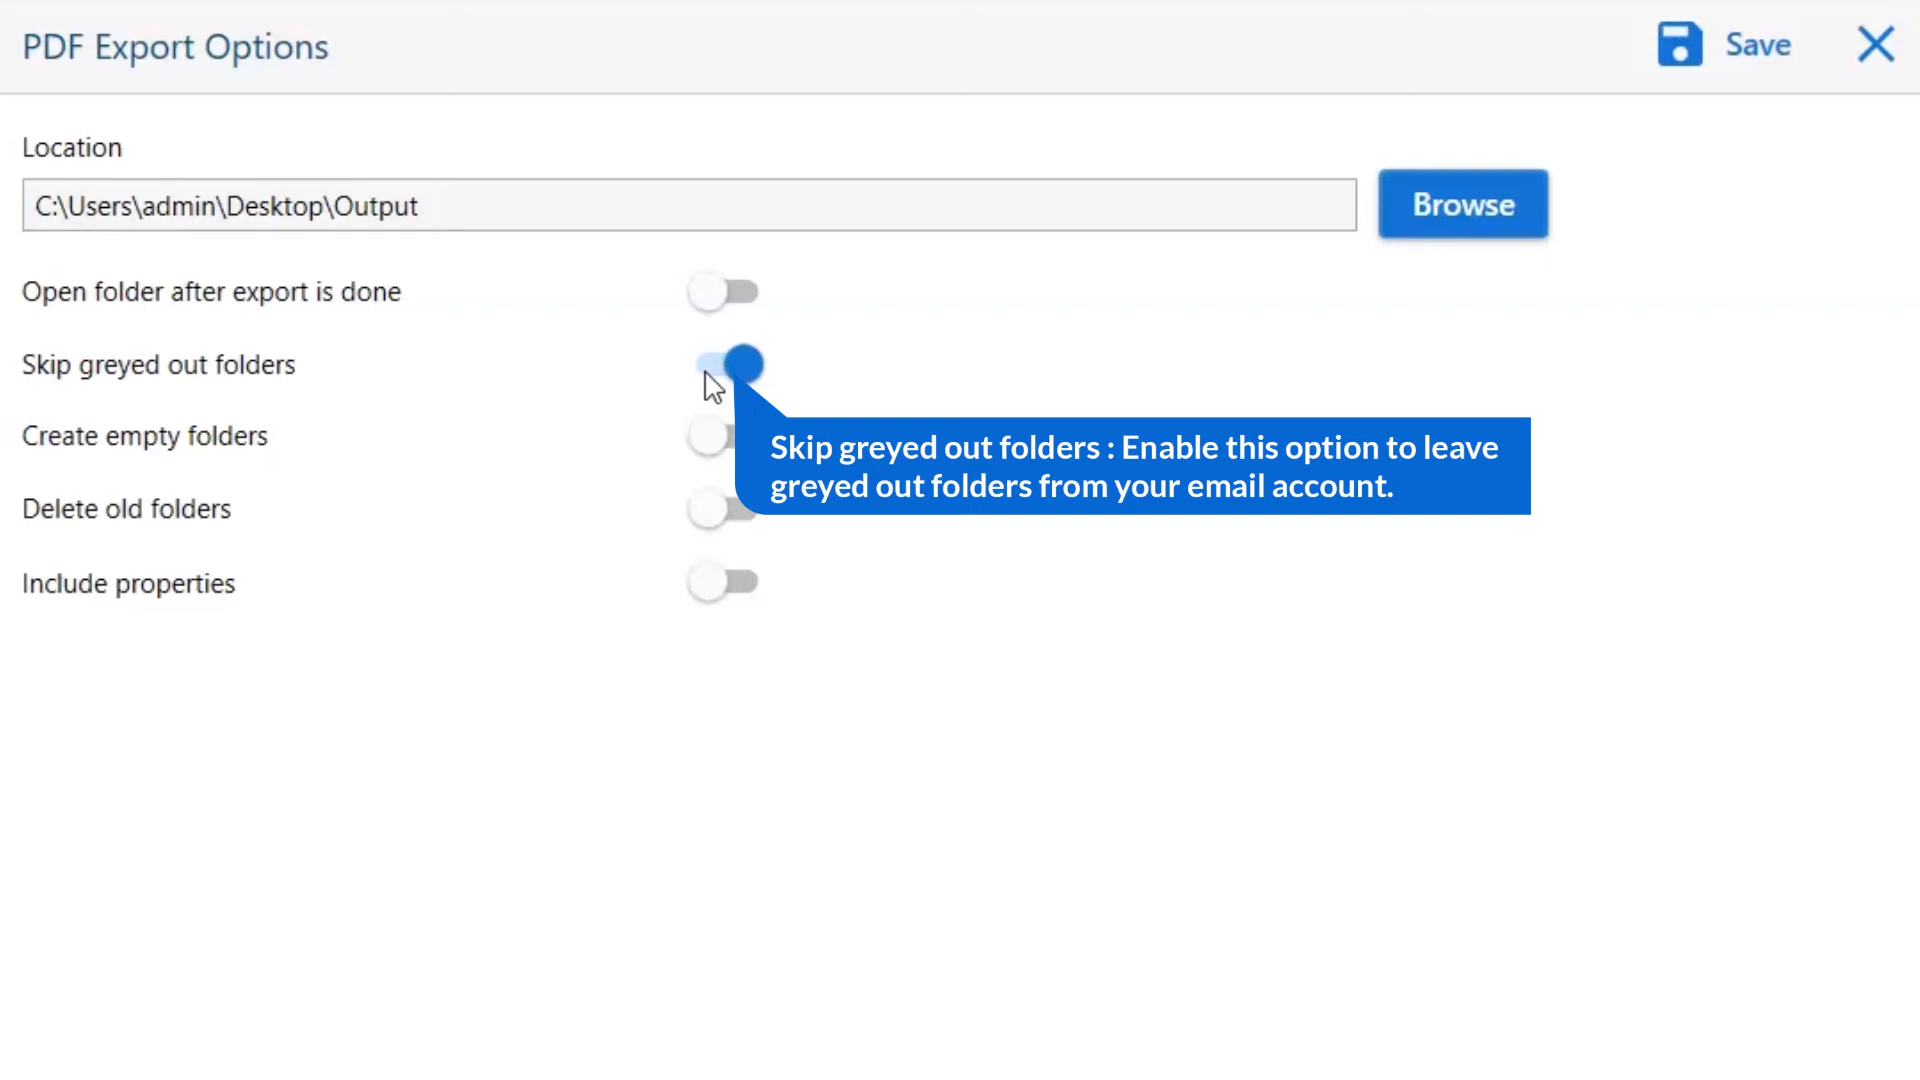 PDF Export Options
Save
Location
C:\Users\admin\Desktop\Output
Browse
Open folder after export is done
Skip greyed out folders
Create empty folders
Skip greyed out folders : Enable this option to leave
greyed out folders from your email account.
Delete old folders
Include properties